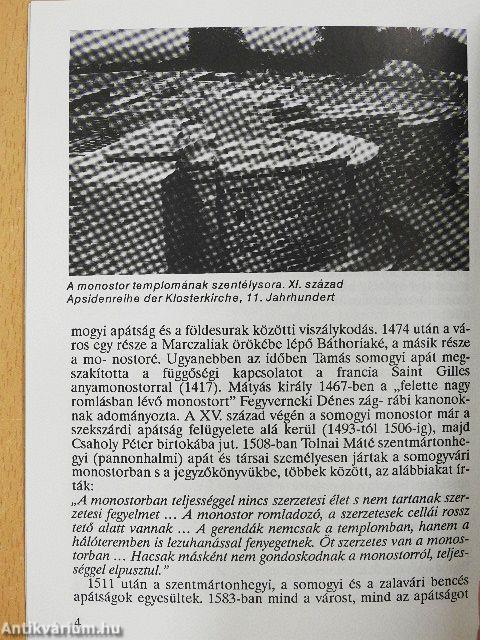 A monostor templomának szentélysora. XI. század
Apsidenreihe der Klosterkirche, 11. Jahrhundert
mogyi apátság és a földesurak közötti viszálykodás. 1474 után a vá-
ros egy része a Marczaliak örökébe lépő Báthoriaké, a másik része
a mo- nostoré. Ugyanebben az időben Tamás somogyi apát meg-
szakította a függőségi kapcsolatot a francia Saint Gilles
anyamonostorral (1417). Mátyás király 1467-ben a „felette nagy
romlásban lévő monostort" Fegyverneki Dénes zág- rábi kanonok-
nak adományozta. A XV. század végén a somogyi monostor már a
szekszárdi apátság felügyelete alá kerül (1493-tól 1506-ig), majd
Csaholy Péter birtokába jut. 1508-ban Tolnai Máté szentmártonhe-
gyi (pannonhalmi) apát és társai személyesen jártak a somogyvári
monostorban s a jegyzőkönyvükbe, többek között, az alábbiakat ír-
ták:
„A monostorban teljességgel nincs szerzetesi élet s nem tartanak szer-
zetesi fegyelmet ... A monostor romladozó, a szerzetesek cellái rossz
tető alatt vannak ... A gerendák nemcsak a templomban, hanem a
hálóteremben is lezuhanással fenyegetnek. Öt szerzetes van a monos-
torban ... Hacsak másként nem gondoskodnak a monostorról, teljes-
séggel elpusztul."
1511 után a szentmártonhegyi, a somogyi és a zalavári bencés
apátságok egyesültek. 1583-ban mind a várost, mind az apátságot
4
Antikvárium.hu